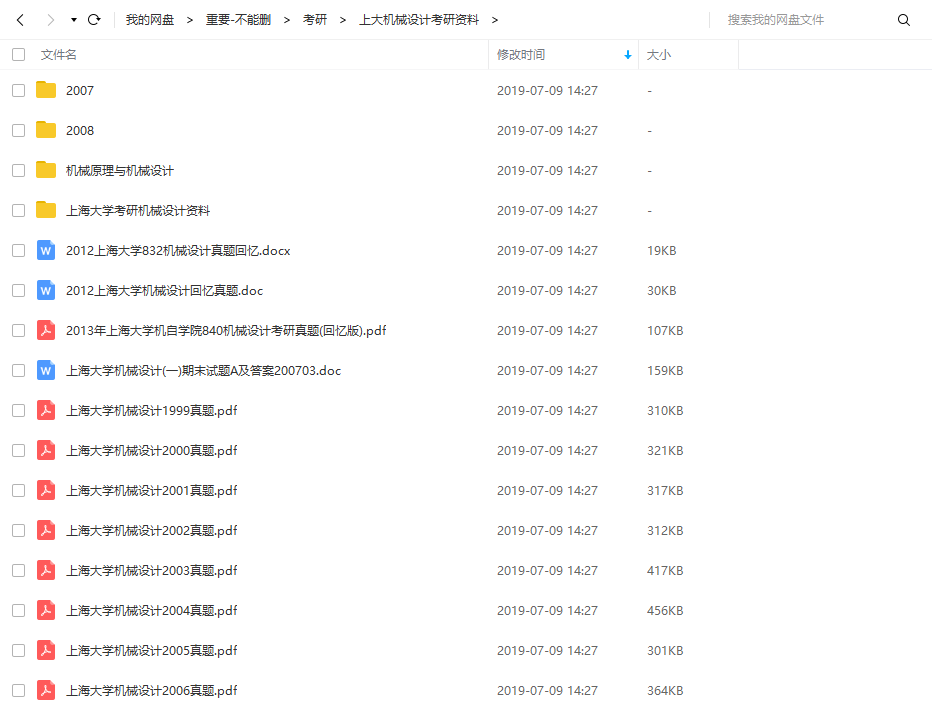 我的网盘 > 重要-不能删 > 考研 > 上大机械设计考研资料 > 搜索我的网盘文件
文件名 修改时间 大小
2007 2019-07-09 14:27 -
2008 2019-07-09 14:27 -
机械原理与机械设计 2019-07-09 14:27 -
上海大学考研机械设计资料 2019-07-09 14:27 -
2012上海大学832机械设计真题回忆.docx 2019-07-09 14:27 19KB
2012上海大学机械设计回忆真题.doc 2019-07-09 14:27 30KB
2013年上海大学机自学院840机械设计考研真题(回忆版).pdf 2019-07-09 14:27 107KB
上海大学机械设计(一)期末试题A及答案200703.doc 2019-07-09 14:27 159KB
上海大学机械设计1999真题.pdf 2019-07-09 14:27 310KB
上海大学机械设计2000真题.pdf 2019-07-09 14:27 321KB
上海大学机械设计2001真题.pdf 2019-07-09 14:27 317KB
上海大学机械设计2002真题.pdf 2019-07-09 14:27 312KB
上海大学机械设计2003真题.pdf 2019-07-09 14:27 417KB
上海大学机械设计2004真题.pdf 2019-07-09 14:27 456KB
上海大学机械设计2005真题.pdf 2019-07-09 14:27 301KB
上海大学机械设计2006真题.pdf 2019-07-09 14:27 364KB